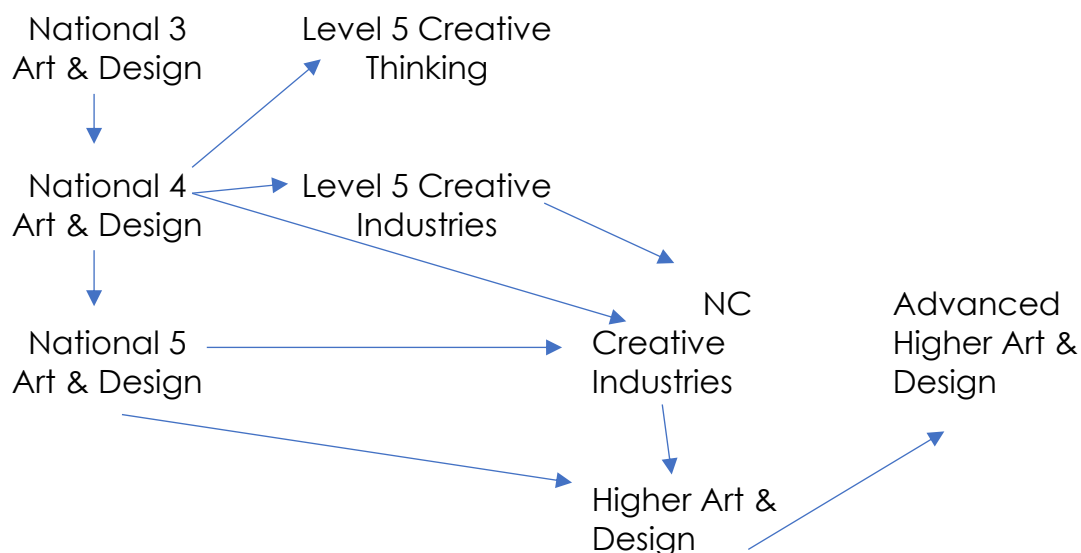 National 3
Art & Design
Level 5 Creative
Thinking
National 4
Art & Design
Level 5 Creative
Industries
National 5
Art & Design
NC
Creative
Industries
Advanced
Higher Art &
Design
Higher Art &
Design